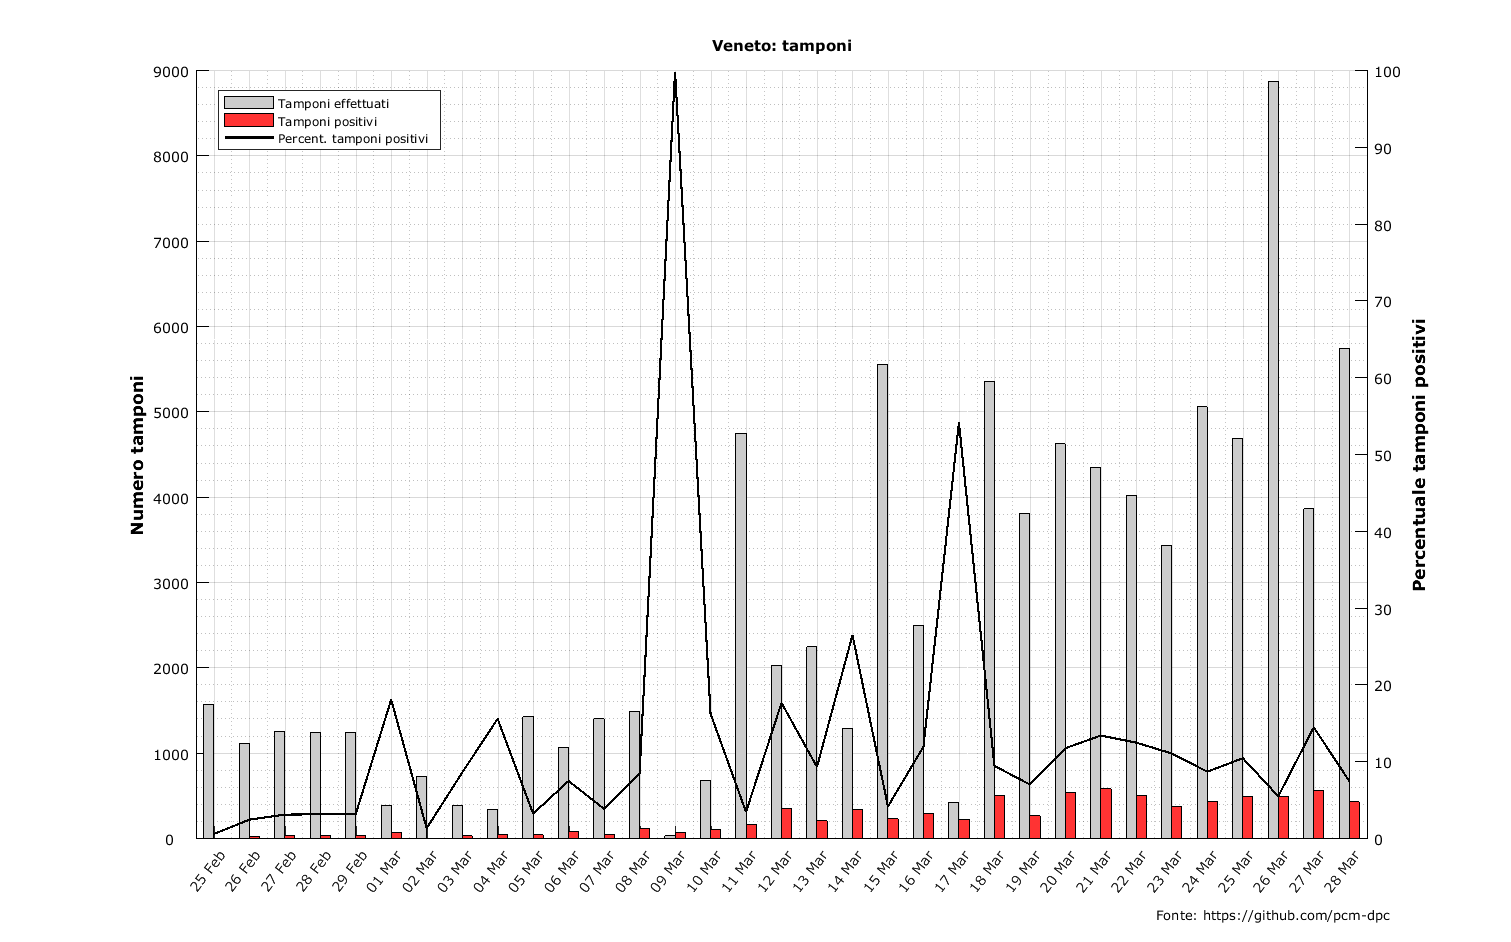 Veneto: tamponi
Tamponi effettuati
Tamponi positivi
Percent. tamponi positivi
Numero tamponi
9000
8000
7000
6000
5000
4000
3000
2000
1000
0
Percentuale tamponi positivi
100
90
80
70
60
50
40
30
20
10
0
25 Feb
26 Feb
27 Feb
28 Feb
29 Feb
01 Mar
02 Mar
03 Mar
04 Mar
05 Mar
06 Mar
07 Mar
08 Mar
09 Mar
10 Mar
11 Mar
12 Mar
13 Mar
14 Mar
15 Mar
16 Mar
17 Mar
18 Mar
19 Mar
20 Mar
21 Mar
22 Mar
23 Mar
24 Mar
25 Mar
26 Mar
27 Mar
28 Mar
Fonte: https://github.com/pcm-dpc